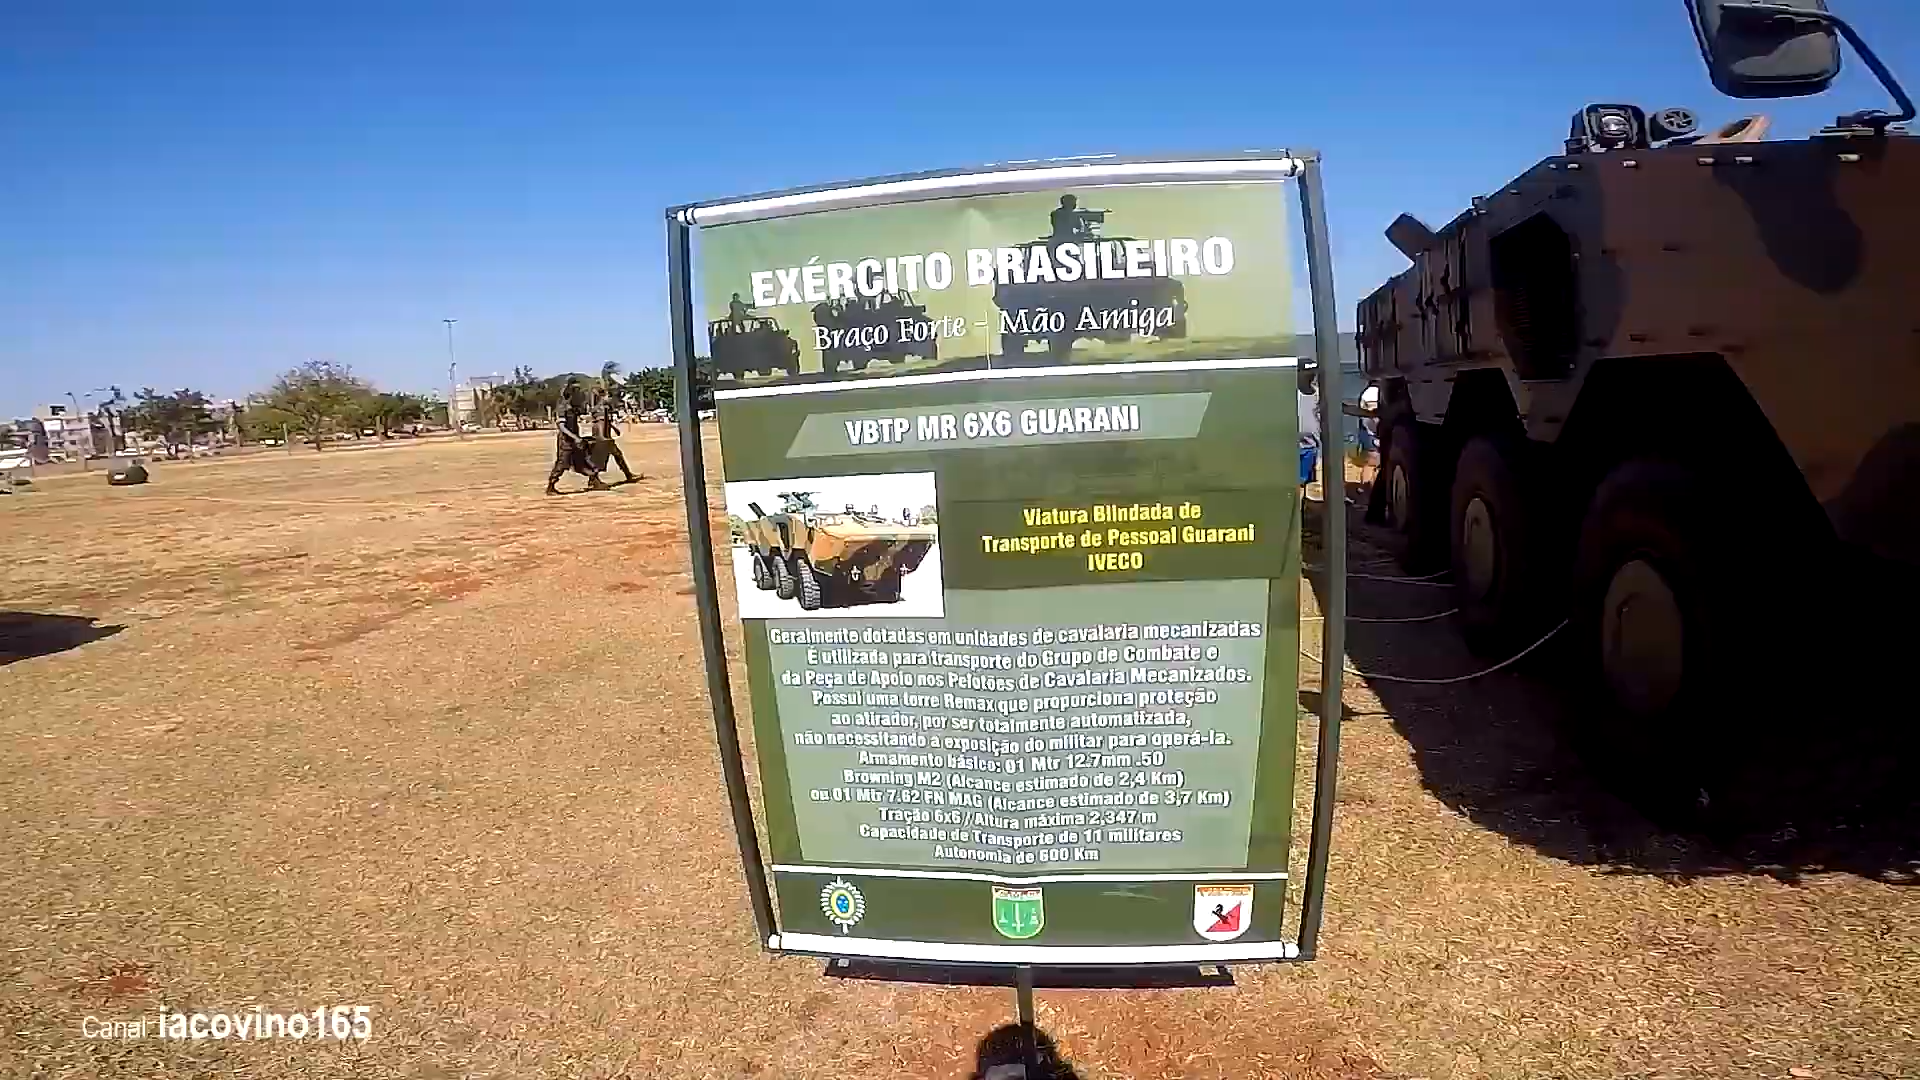 EXÉRCITO BRASILEIRO
Braço Forte - Mão Amiga
VBTP MR 6X6 GUARANI
Viatura Blindada de
Transporte de Pessoal Guarani
IVECO
Geralmente dotadas em unidades de cavalaria mecanizadas
É utilizada para transporte do Grupo de Combate e
da Peça de Apoio nos Pelotões de Cavalaria Mecanizados.
Possui uma torre Remax que proporciona proteção
ao atirador, por ser totalmente automatizada,
não necessitando a exposição do militar para operá-la.
Armamento básico: 01 Mtr 12.7mm .50
Browning M2 (Alcance estimado de 2,4 Km)
ou 01 Mtr 7.62 FN MAG (Alcance estimado de 3,7 Km)
Tração 6x6 // Altura máxima 2,347 m
Capacidade de Transporte de 11 militares
Autonomia de 600 Km
Canal: iacovino165